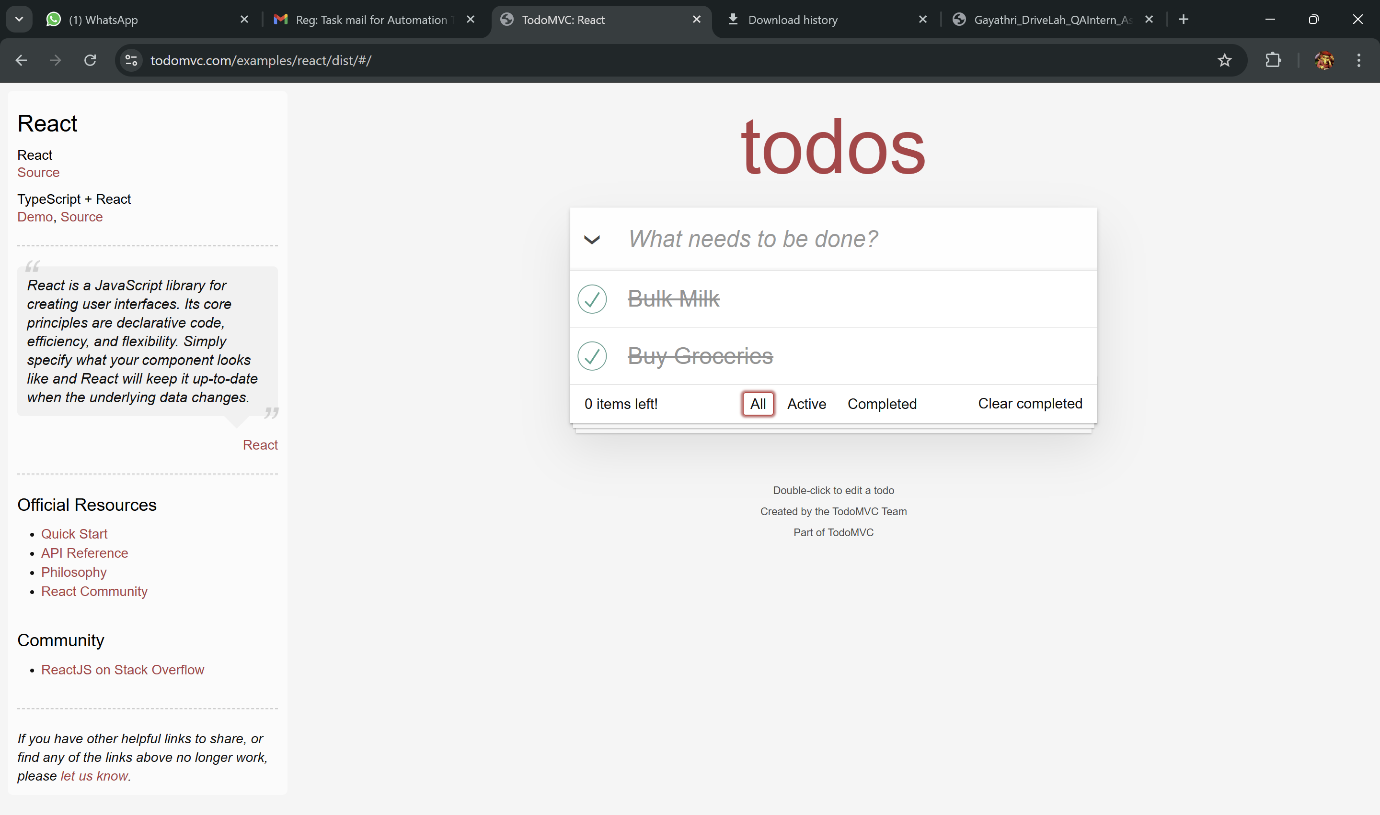 (1) WhatsApp
Reg: Task mail for Automation
TodoMVC: React
Download history
Gayathri_DriveLah_QAIntern_As
todomvc.com/examples/react/dist/#/
React
React
Source
TypeScript + React
Demo, Source
“
React is a JavaScript library for
creating user interfaces. Its core
principles are declarative code,
efficiency, and flexibility. Simply
specify what your component looks
like and React will keep it up-to-date
when the underlying data changes.
”
React
Official Resources
• Quick Start
• API Reference
• Philosophy
• React Community
Community
• ReactJS on Stack Overflow
If you have other helpful links to share, or
find any of the links above no longer work,
please let us know.
todos
What needs to be done?
Bulk Milk
Buy Groceries
0 items left!
All
Active
Completed
Clear completed
Double-click to edit a todo
Created by the TodoMVC Team
Part of TodoMVC